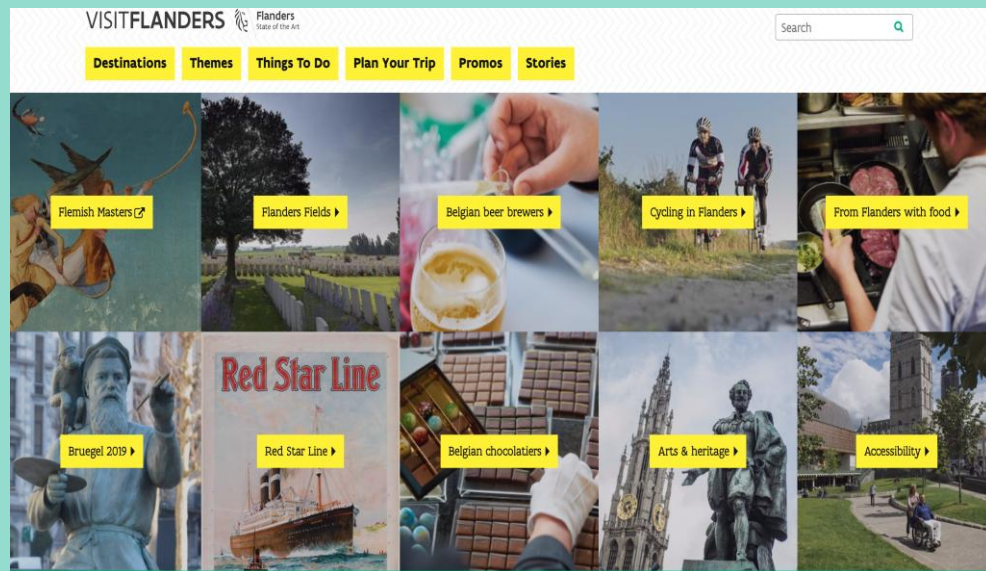 VISITFLANDERS
Flanders
State of the Art
Search
Destinations
Themes
Things To Do
Plan Your Trip
Promos
Stories
Flemish Masters
Flanders Fields
Belgian beer brewers
Cycling in Flanders
From Flanders with food
Red Star Line
Bruegel 2019
Red Star Line
Belgian chocolatiers
Arts & heritage
Accessibility